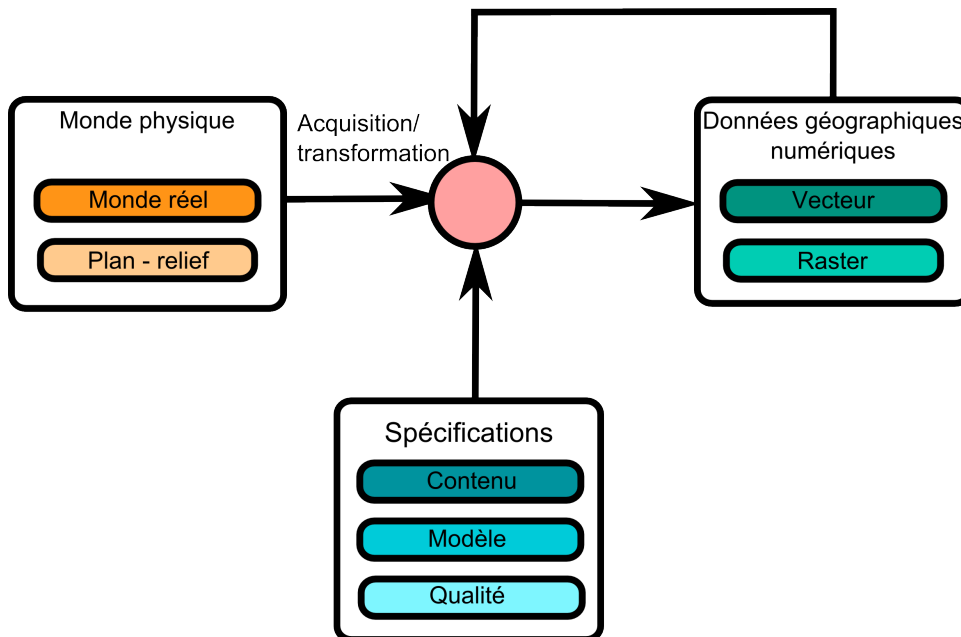 Monde physique
Monde réel
Plan - relief
Acquisition/
transformation
Données géographiques
numériques
Vecteur
Raster
Spécifications
Contenu
Modèle
Qualité